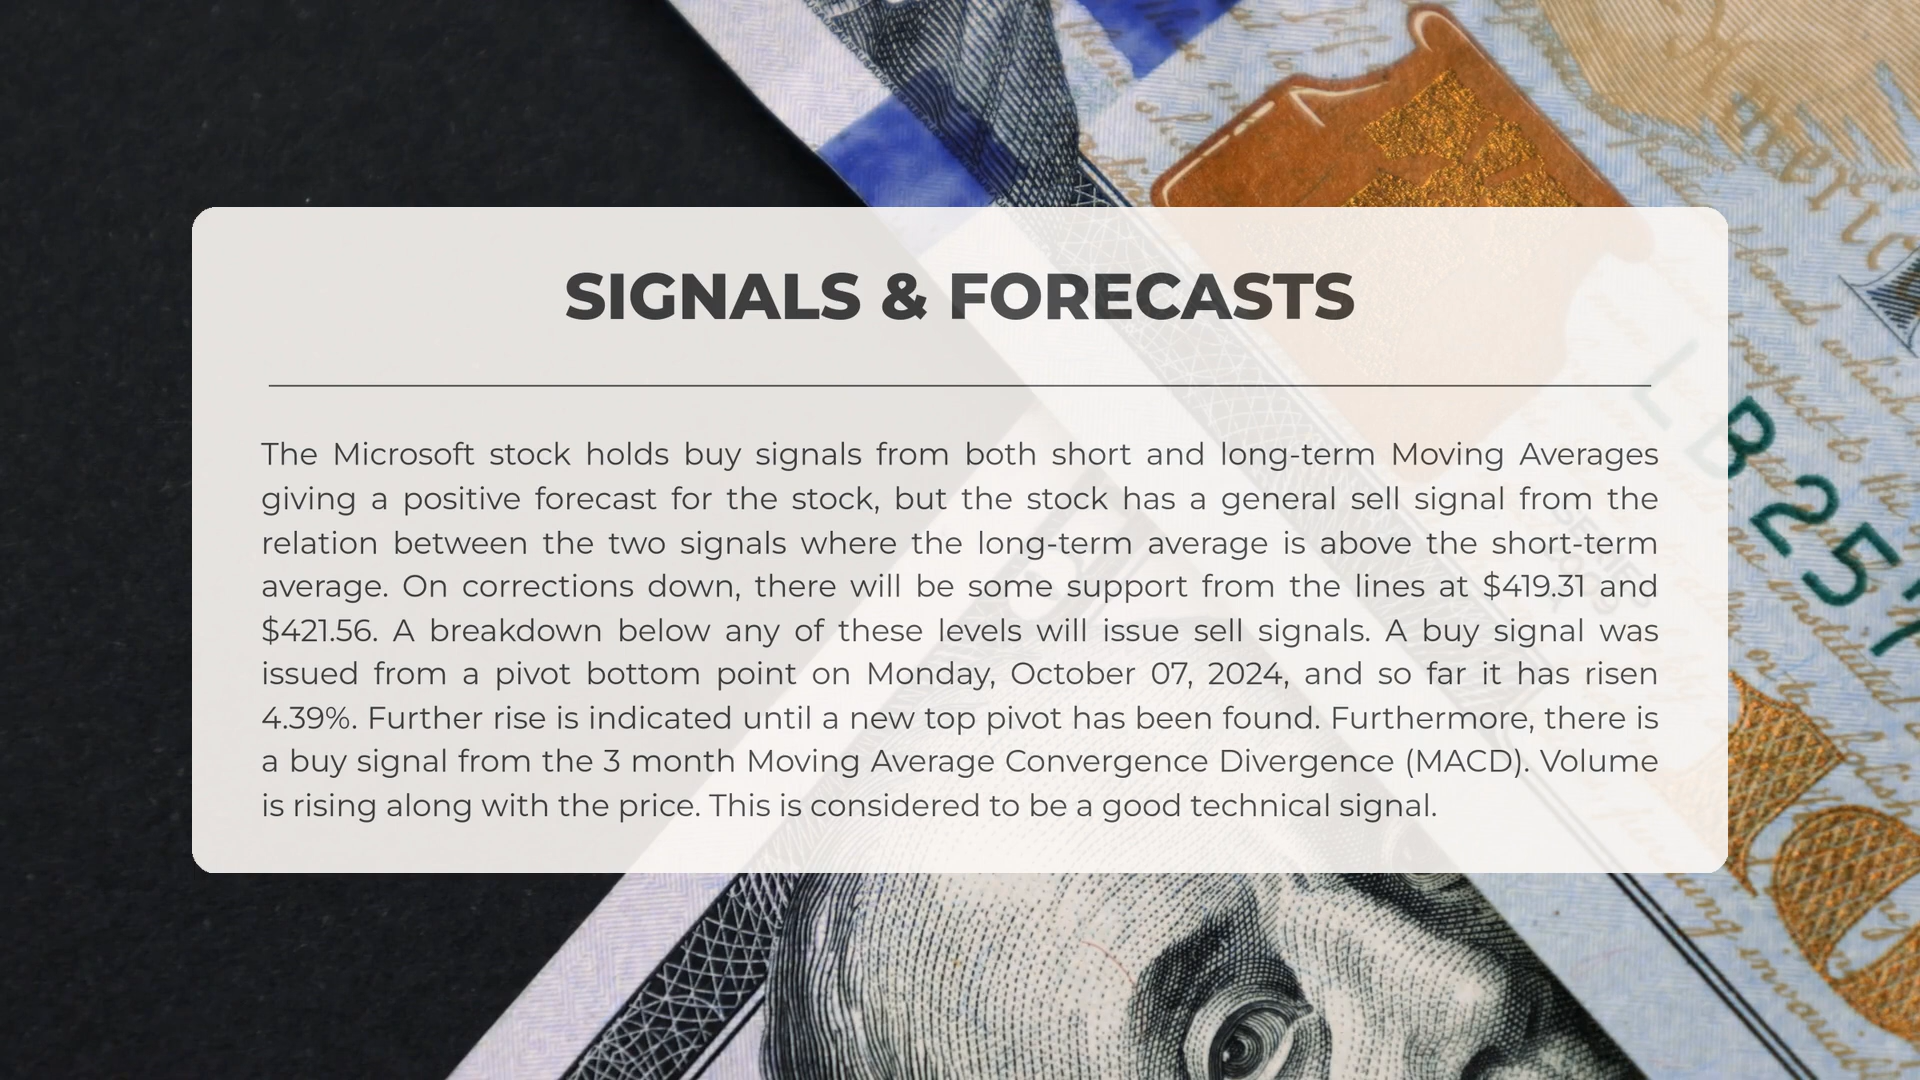 SIGNALS & FORECASTS
The Microsoft stock holds buy signals from both short and long-term Moving Averages
giving a positive forecast for the stock, but the stock has a general sell signal from the
relation between the two signals where the long-term average is above the short-term
average. On corrections down, there will be some support from the lines at $419.31 and
$421.56. A breakdown below any of these levels will issue sell signals. A buy signal was
issued from a pivot bottom point on Monday, October 07, 2024, and so far it has risen
4.39%. Further rise is indicated until a new top pivot has been found. Furthermore, there is
a buy signal from the 3 month Moving Average Convergence Divergence (MACD). Volume
is rising along with the price. This is considered to be a good technical signal.